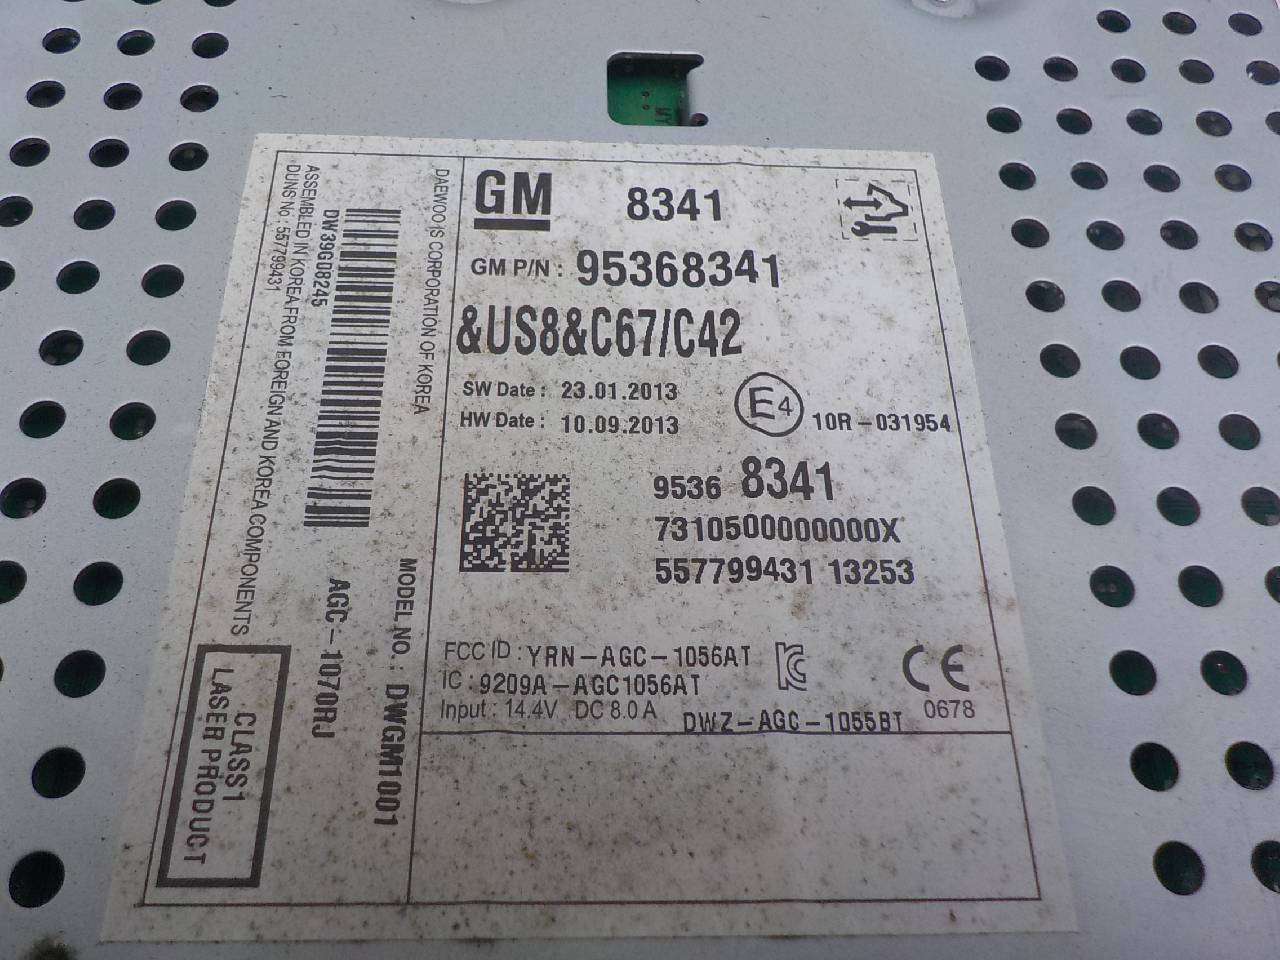 GM 8341
GM P/N : 95368341
&US8&C67/C42
SW Date : 23.01.2013
HW Date : 10.09.2013
E4 10R-031954
9536 8341
7310500000000X
557799431 13253
FCC ID : YRN-AGC-1056AT
IC : 9209A-AGC1056AT
Input : 14.4V DC 8.0 A
DWZ-AGC-1055BT
CE 0678
DAEWOO IS CORPORATION OF KOREA
MODEL NO. : DWGM1001
DW39G08245
AGC-1070RJ
ASSEMBLED IN KOREA FROM FOREIGN AND KOREA COMPONENTS
DUNS No : 557799431
CLASS1
LASER PRODUCT